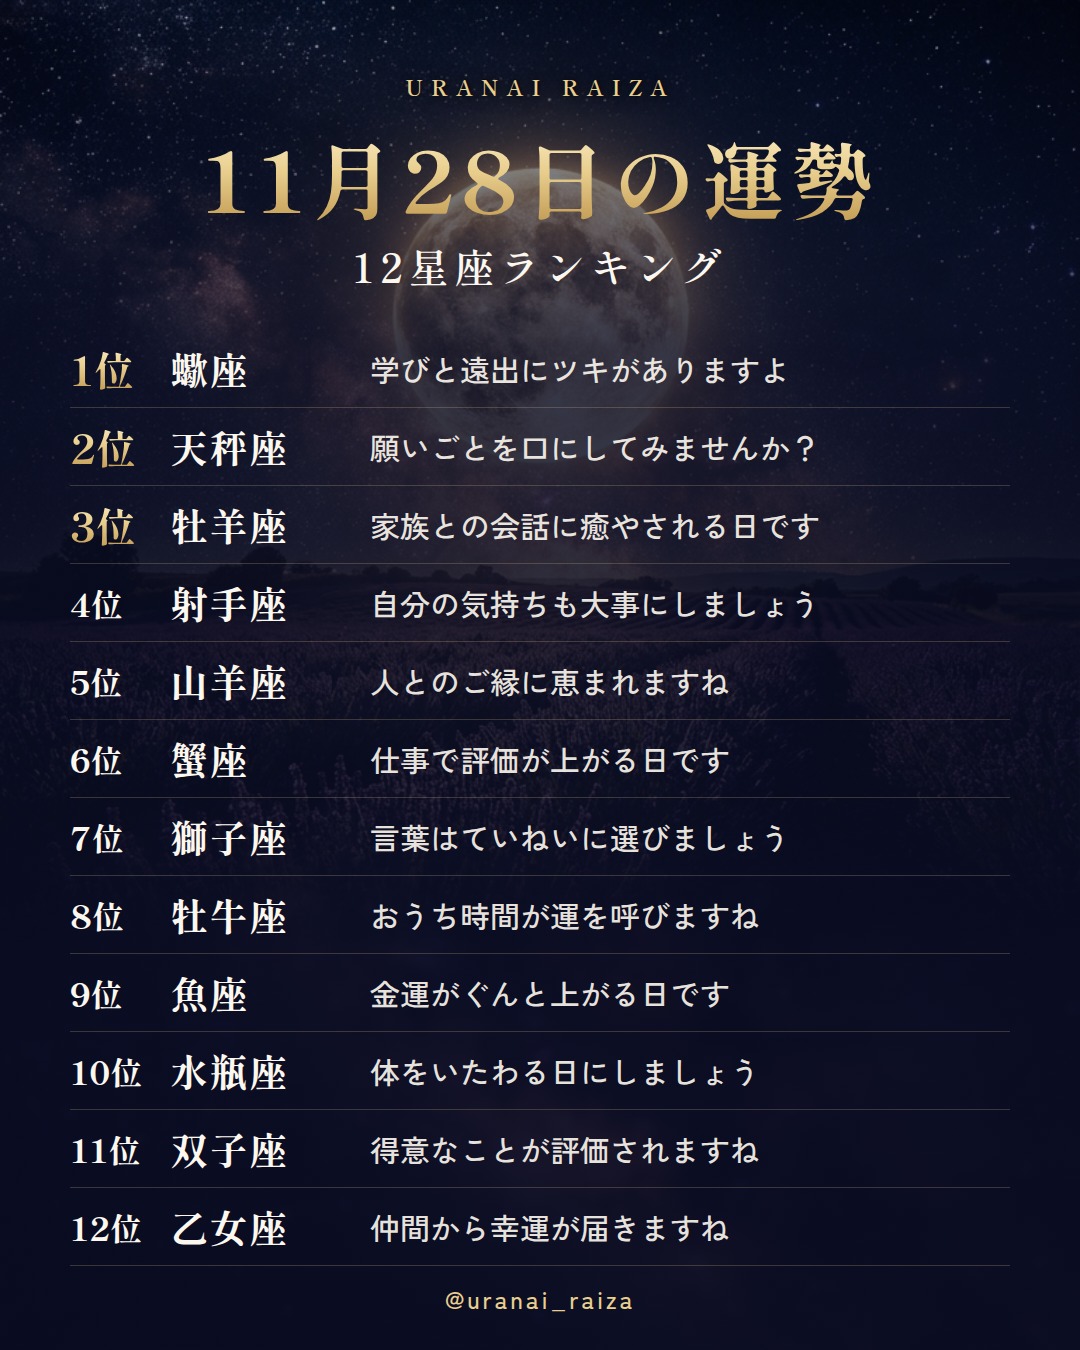 URANAI RAIZA
11月28日の運勢
12星座ランキング
1位 蠍座 学びと遠出にツキがありますよ
2位 天秤座 願いごとを口にしてみませんか？
3位 牡羊座 家族との会話に癒やされる日です
4位 射手座 自分の気持ちも大事にしましょう
5位 山羊座 人とのご縁に恵まれますね
6位 蟹座 仕事で評価が上がる日です
7位 獅子座 言葉はていねいに選びましょう
8位 牡牛座 おうち時間が運を呼びますね
9位 魚座 金運がぐんと上がる日です
10位 水瓶座 体をいたわる日にしましょう
11位 双子座 得意なことが評価されますね
12位 乙女座 仲間から幸運が届きますね
@uranai_raiza